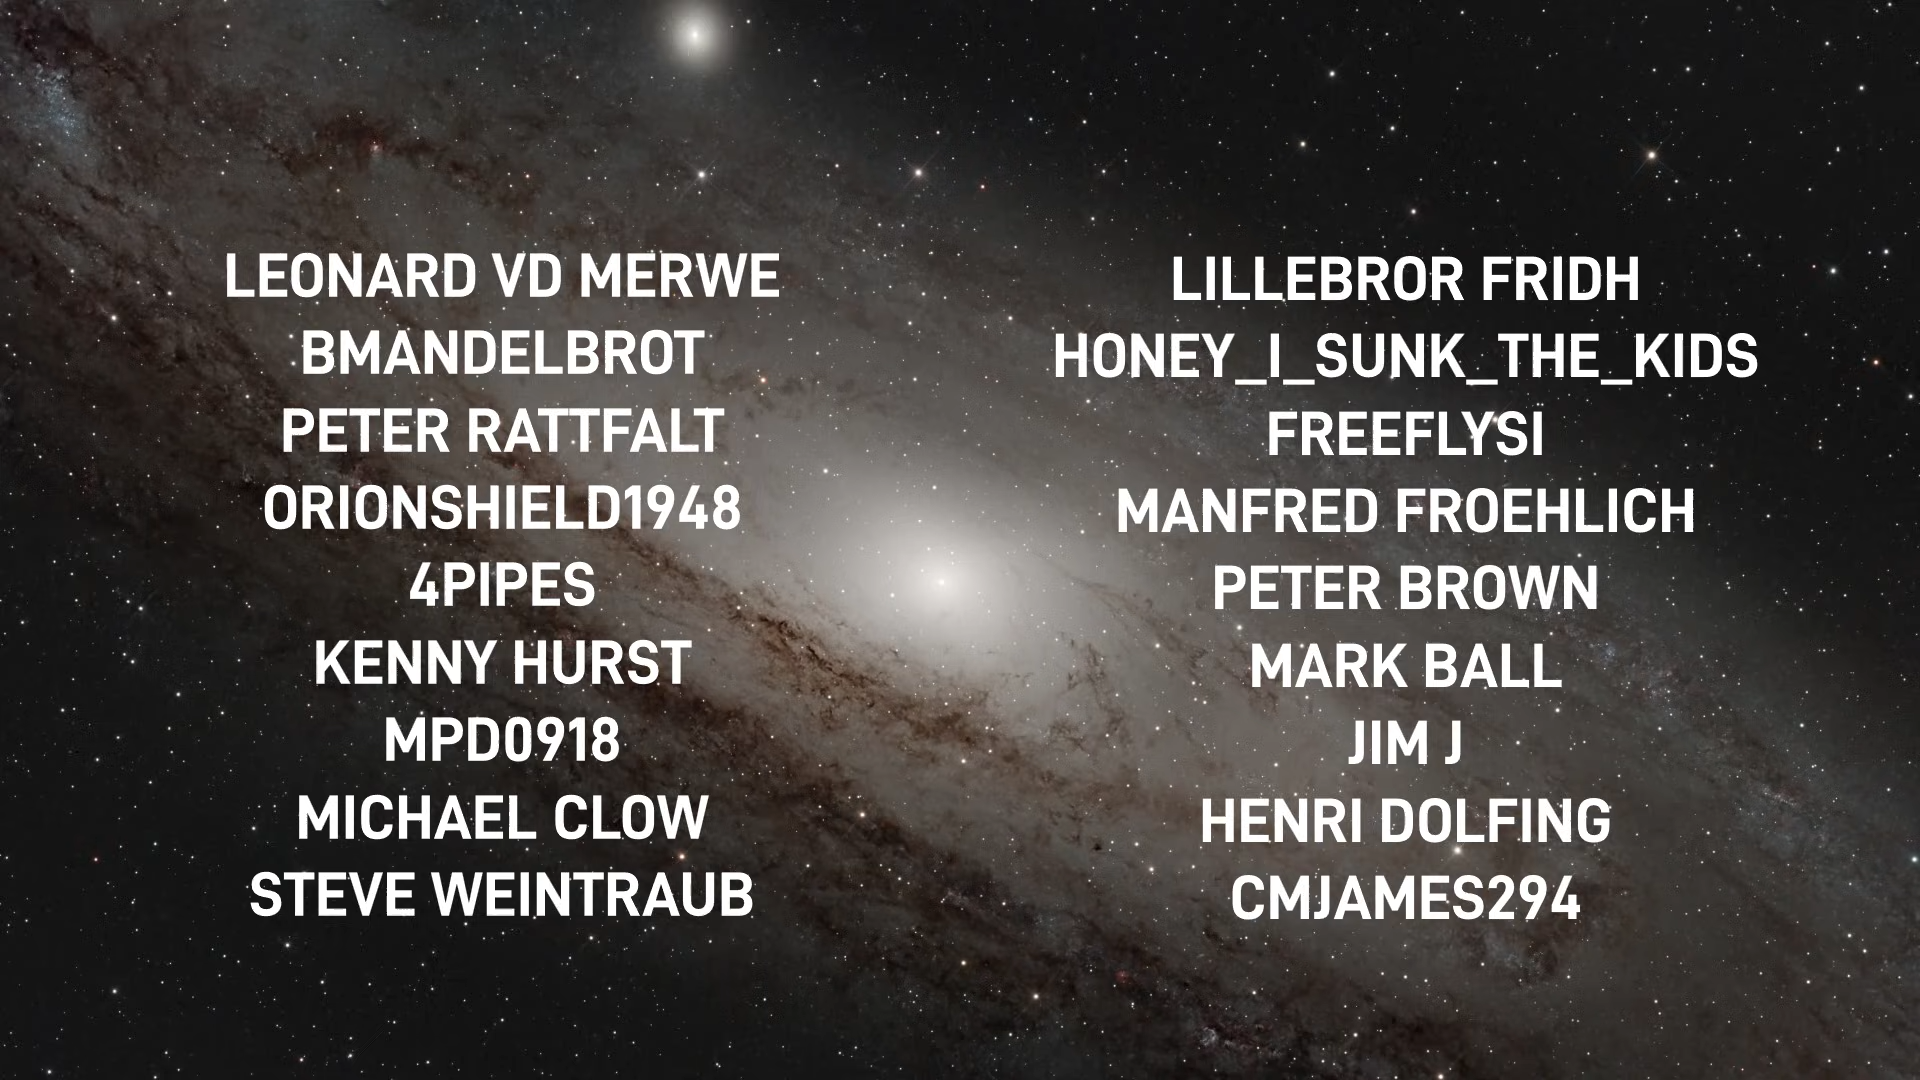 LEONARD VD MERWE
BMANDELBROT
PETER RATTFALT
ORIONSHIELD1948
4PIPES
KENNY HURST
MPD0918
MICHAEL CLOW
STEVE WEINTRAUB
LILLEBROR FRIDH
HONEY_I_SUNK_THE_KIDS
FREEFLYSI
MANFRED FROEHLICH
PETER BROWN
MARK BALL
JIM J
HENRI DOLFING
CMJAMES294